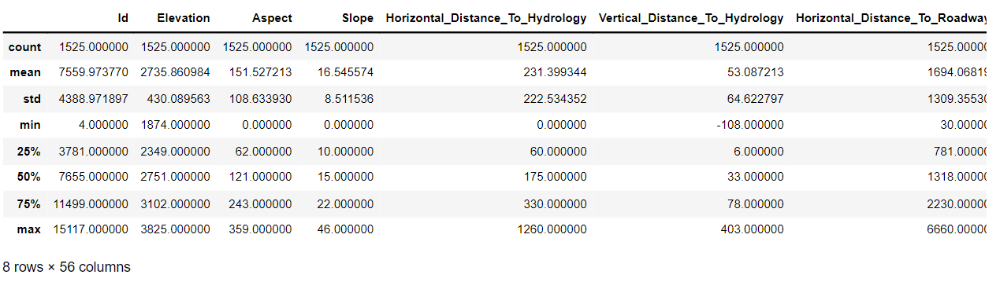 Id Elevation Aspect Slope Horizontal_Distance_To_Hydrology Vertical_Distance_To_Hydrology Horizontal_Distance_To_Roadway
count 1525.000000 1525.000000 1525.000000 1525.000000 1525.000000 1525.000000 1525.00000
mean 7559.973770 2735.860984 151.527213 16.545574 231.399344 53.087213 1694.06819
std 4388.971897 430.089563 108.633930 8.511536 222.534352 64.622797 1309.35530
min 4.000000 1874.000000 0.000000 0.000000 0.000000 -108.000000 30.00000
25% 3781.000000 2349.000000 62.000000 10.000000 60.000000 6.000000 781.00000
50% 7655.000000 2751.000000 121.000000 15.000000 175.000000 33.000000 1318.00000
75% 11499.000000 3102.000000 243.000000 22.000000 330.000000 78.000000 2230.00000
max 15117.000000 3825.000000 359.000000 46.000000 1260.000000 403.000000 6660.00000
8 rows × 56 columns